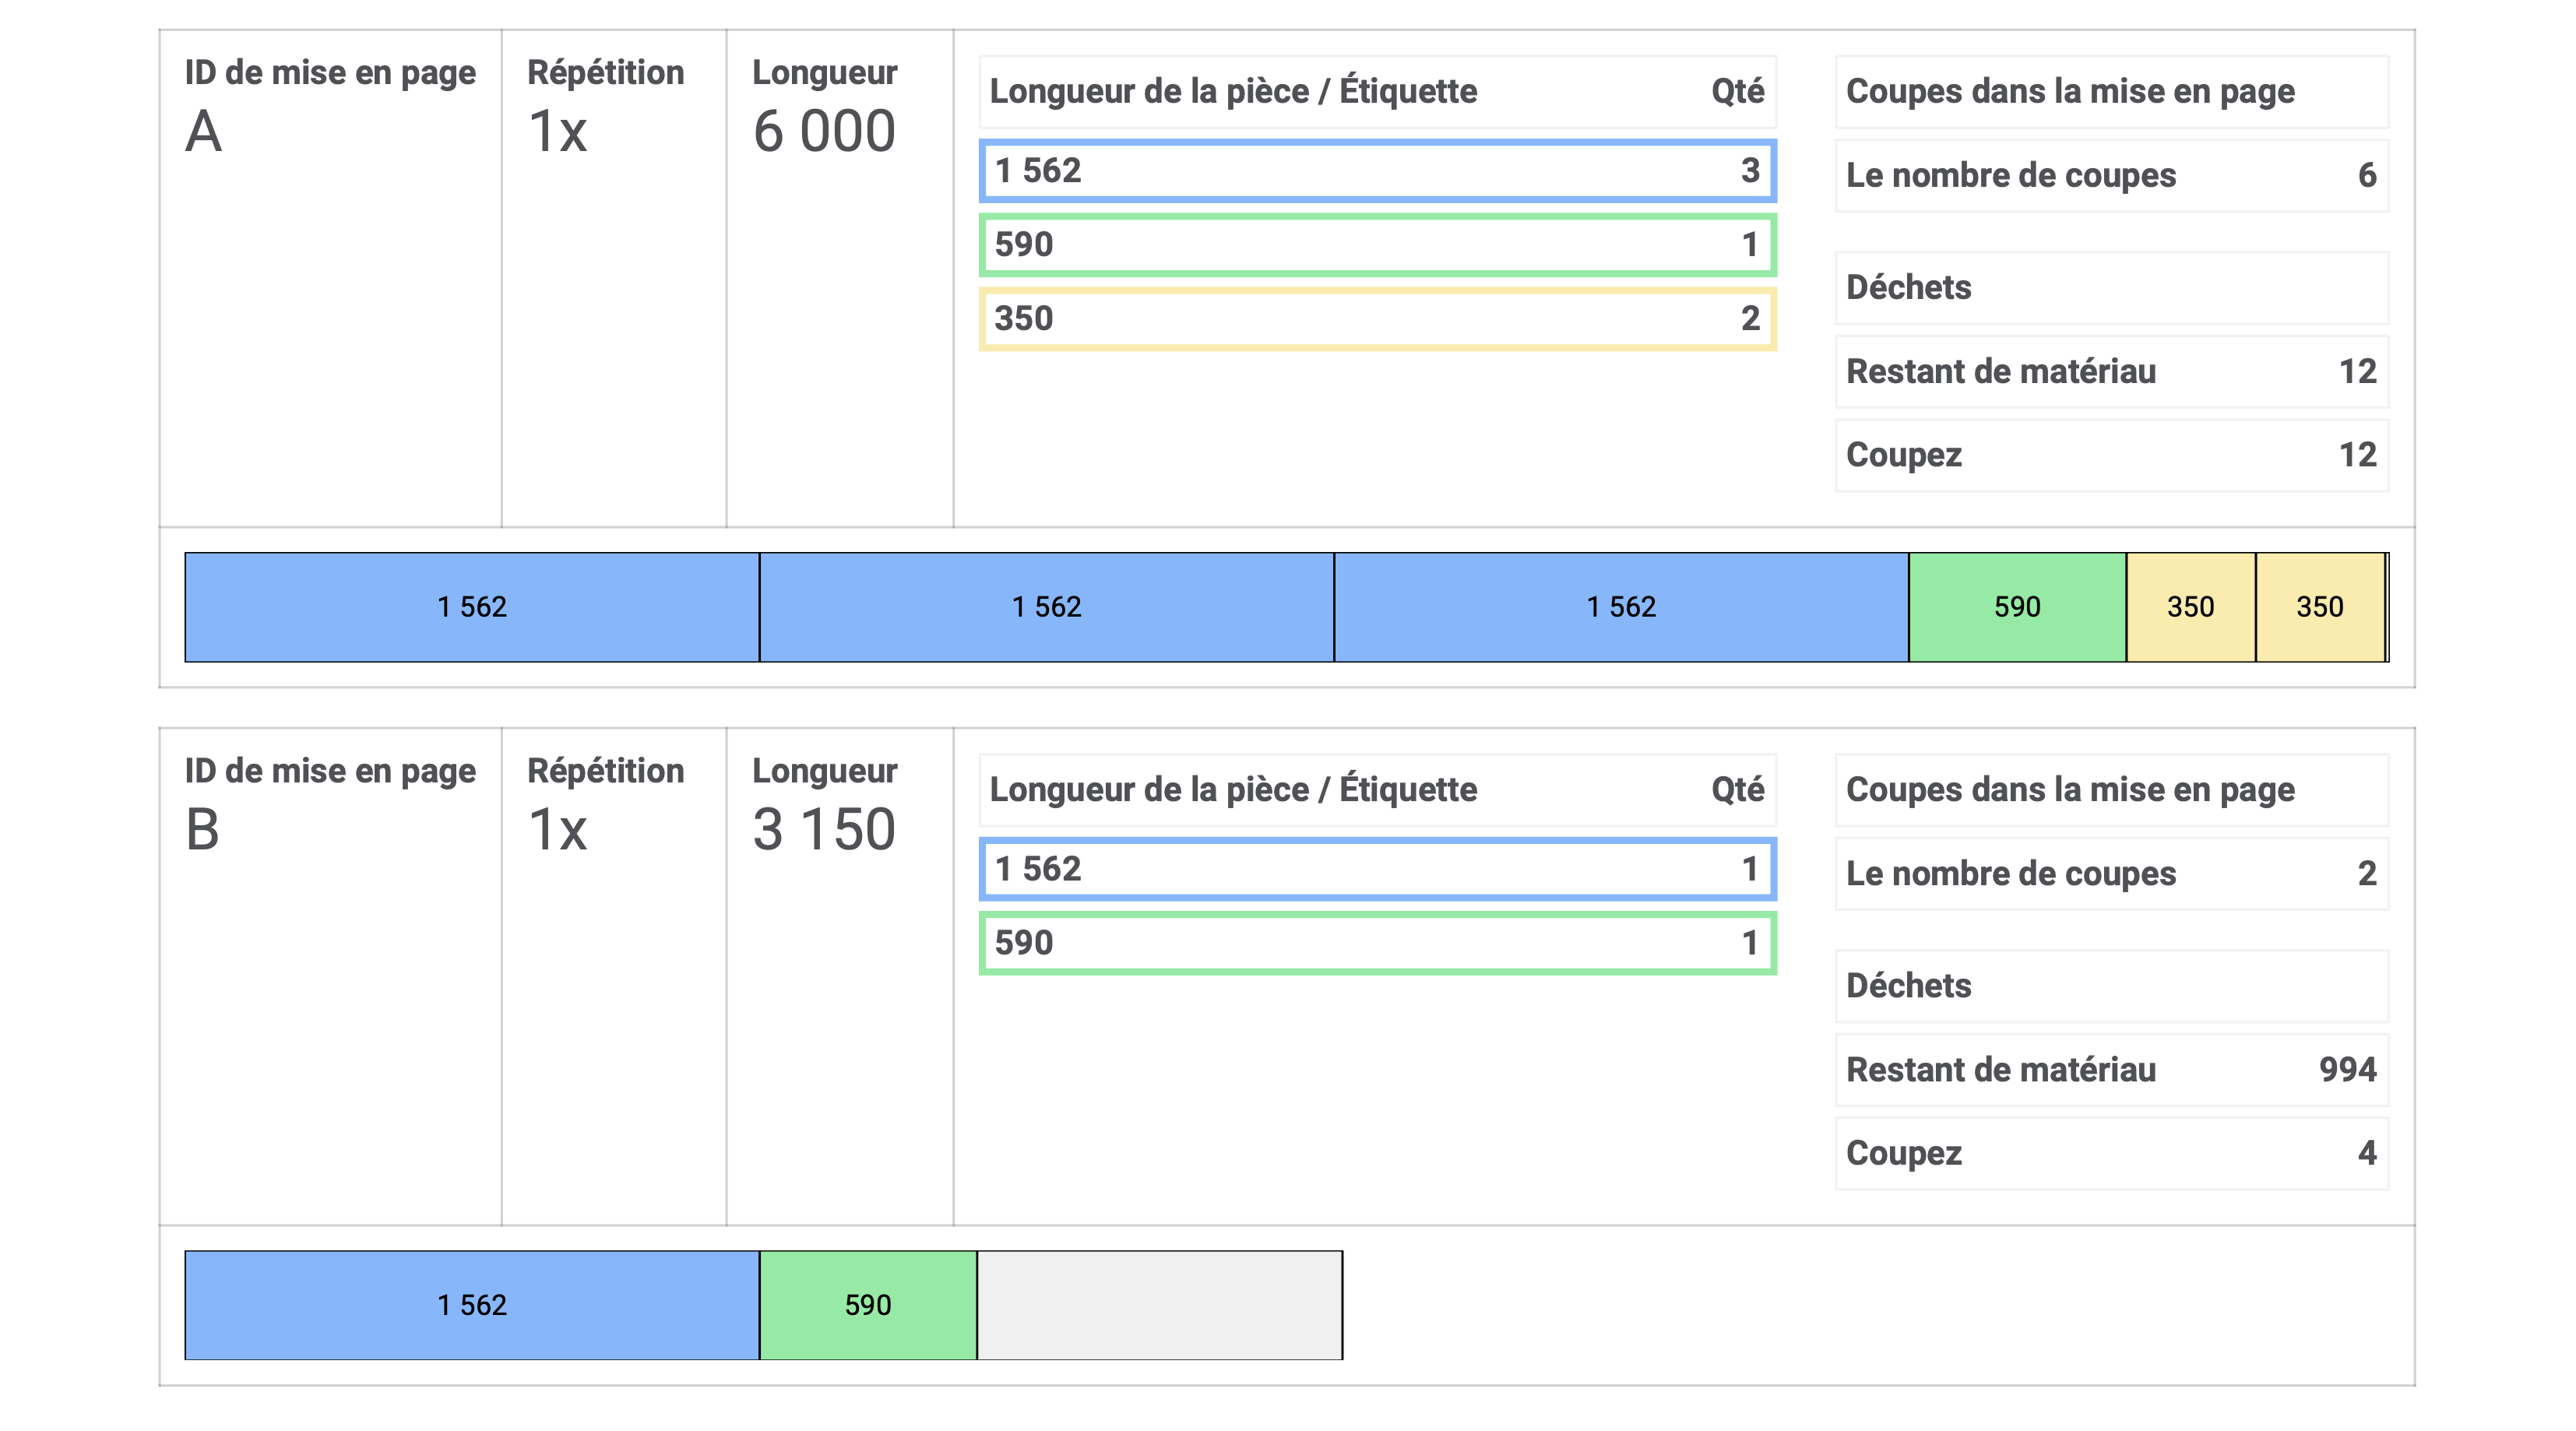 ID de mise en page
A
Répétition
1x
Longueur
6 000
Longueur de la pièce / Étiquette Qté
1 562 3
590 1
350 2
Coupes dans la mise en page
Le nombre de coupes 6
Déchets
Restant de matériau 12
Coupez 12
1 562 1 562 1 562 590 350 350
ID de mise en page
B
Répétition
1x
Longueur
3 150
Longueur de la pièce / Étiquette Qté
1 562 1
590 1
Coupes dans la mise en page
Le nombre de coupes 2
Déchets
Restant de matériau 994
Coupez 4
1 562 590